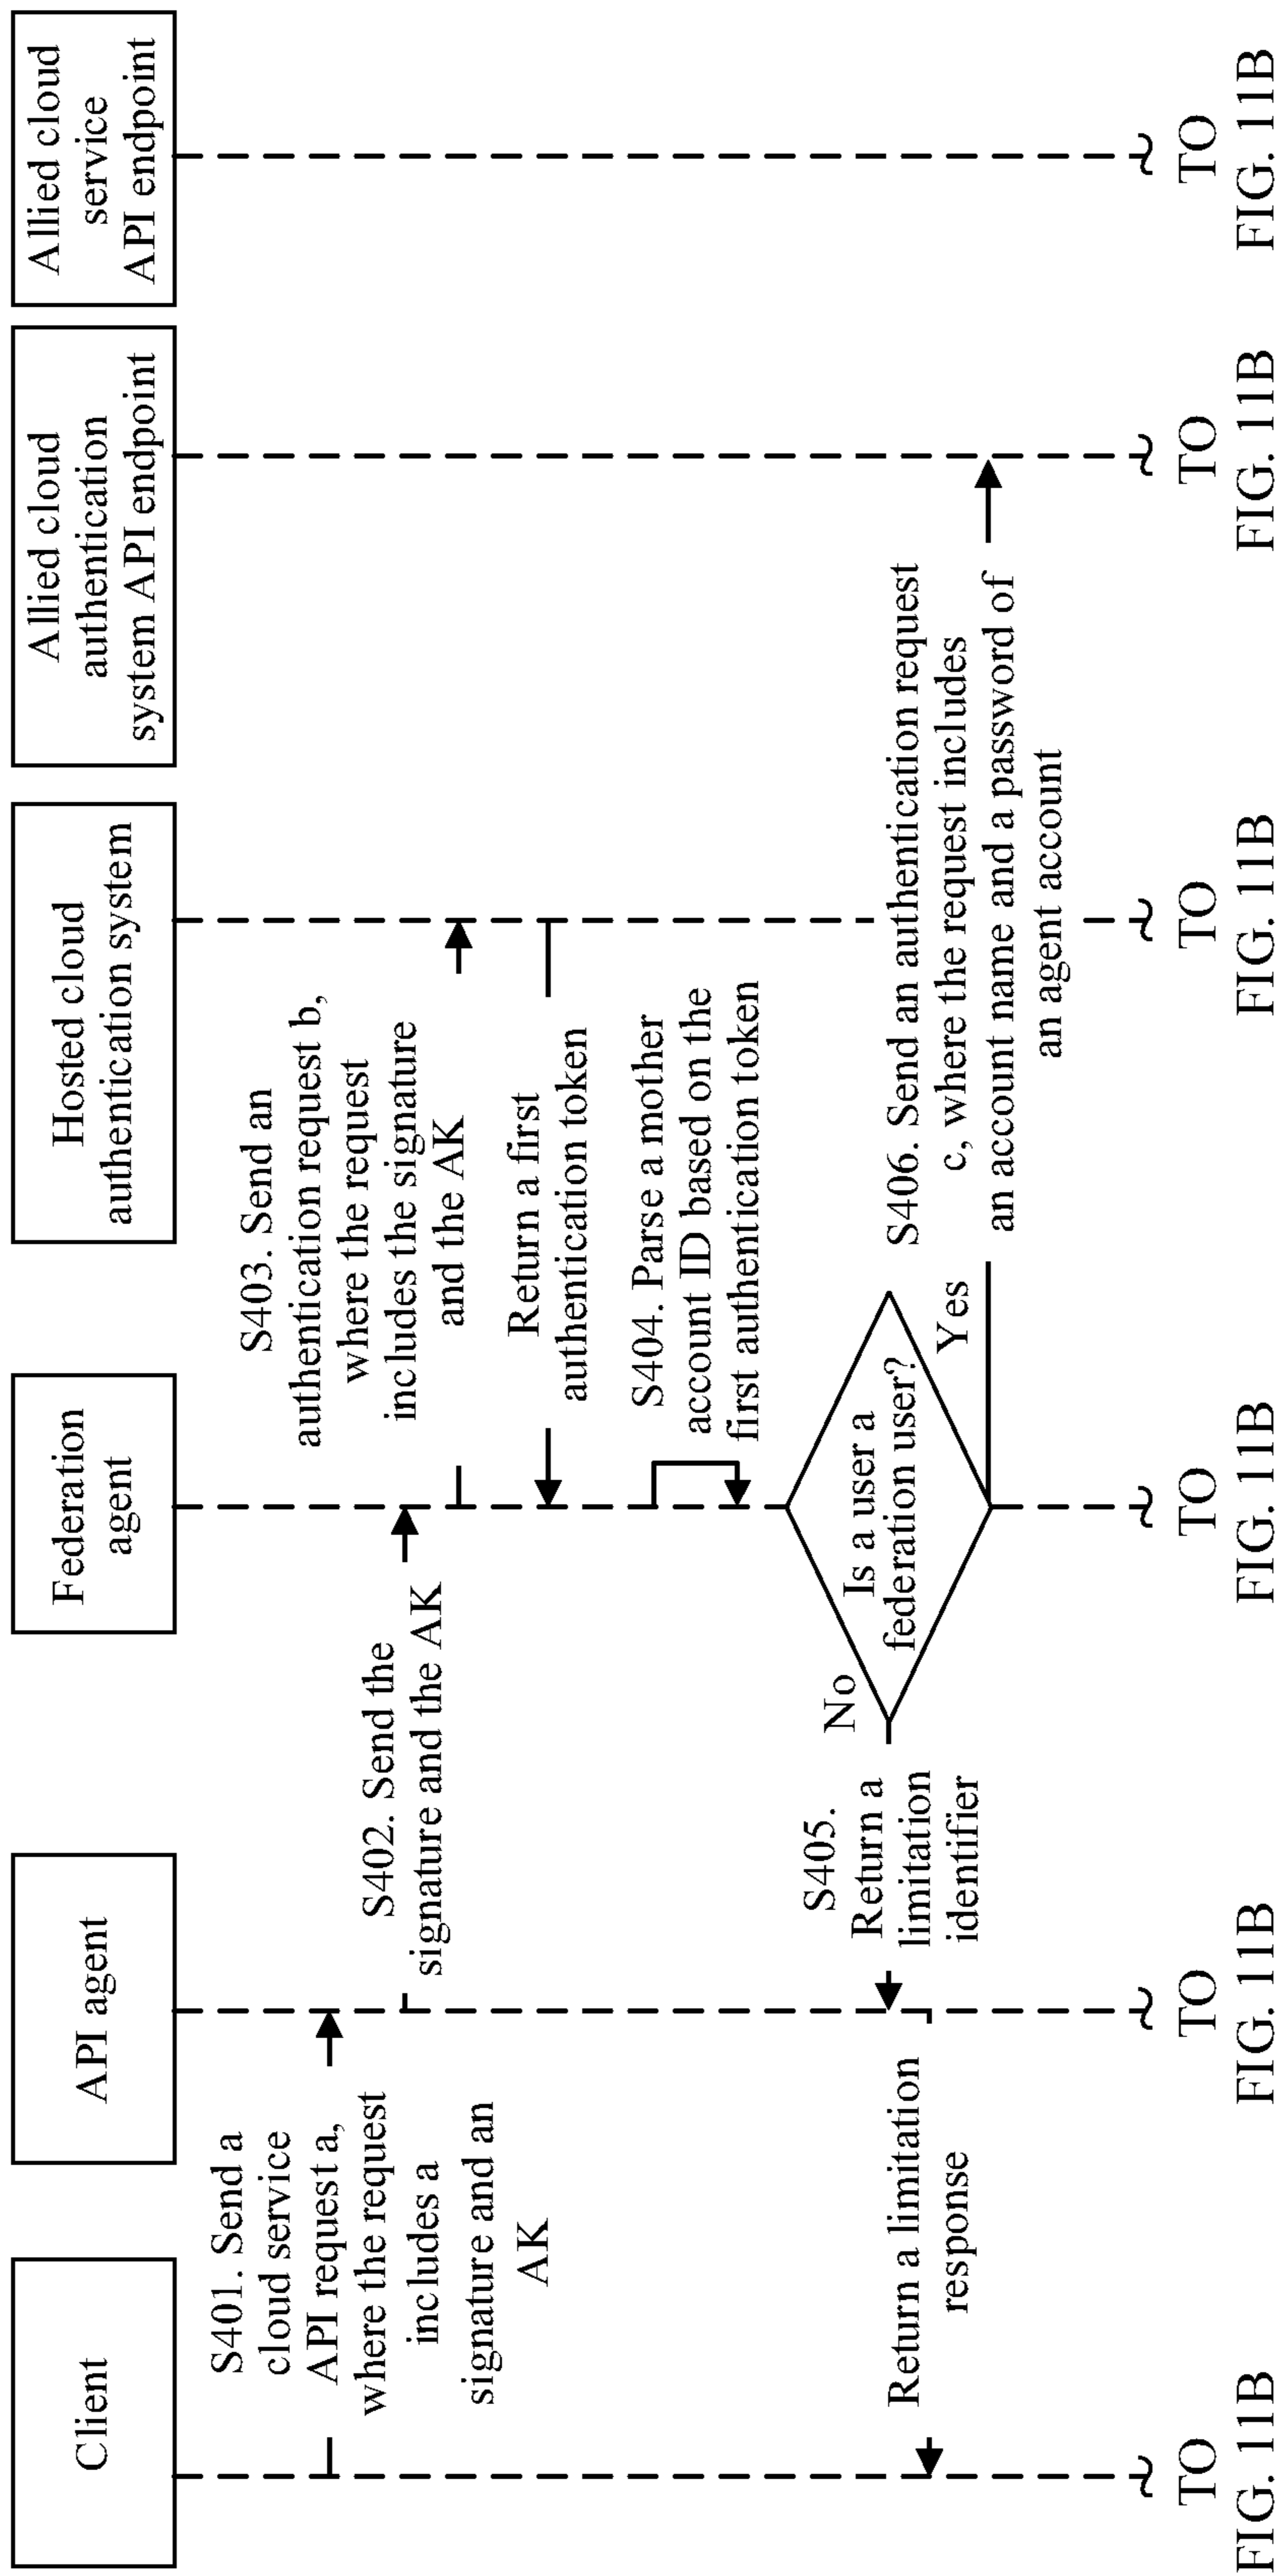 Client
API agent
Federation
agent
Hosted cloud
authentication system
Allied cloud
authentication
system API endpoint
Allied cloud
service
API endpoint
S401. Send a
cloud service
API request a,
where the request
includes a
signature and an
AK
S402. Send the
signature and the AK
S403. Send an
authentication request b,
where the request
includes the signature
and the AK
Return a first
authentication token
S404. Parse a mother
account ID based on the
first authentication token
Is a user a
federation user?
No
Yes
S405.
Return a
limitation
identifier
Return a limitation
response
S406. Send an authentication request
c, where the request includes
an account name and a password of
an agent account
TO
FIG. 11B
TO
FIG. 11B
TO
FIG. 11B
TO
FIG. 11B
TO
FIG. 11B
TO
FIG. 11B